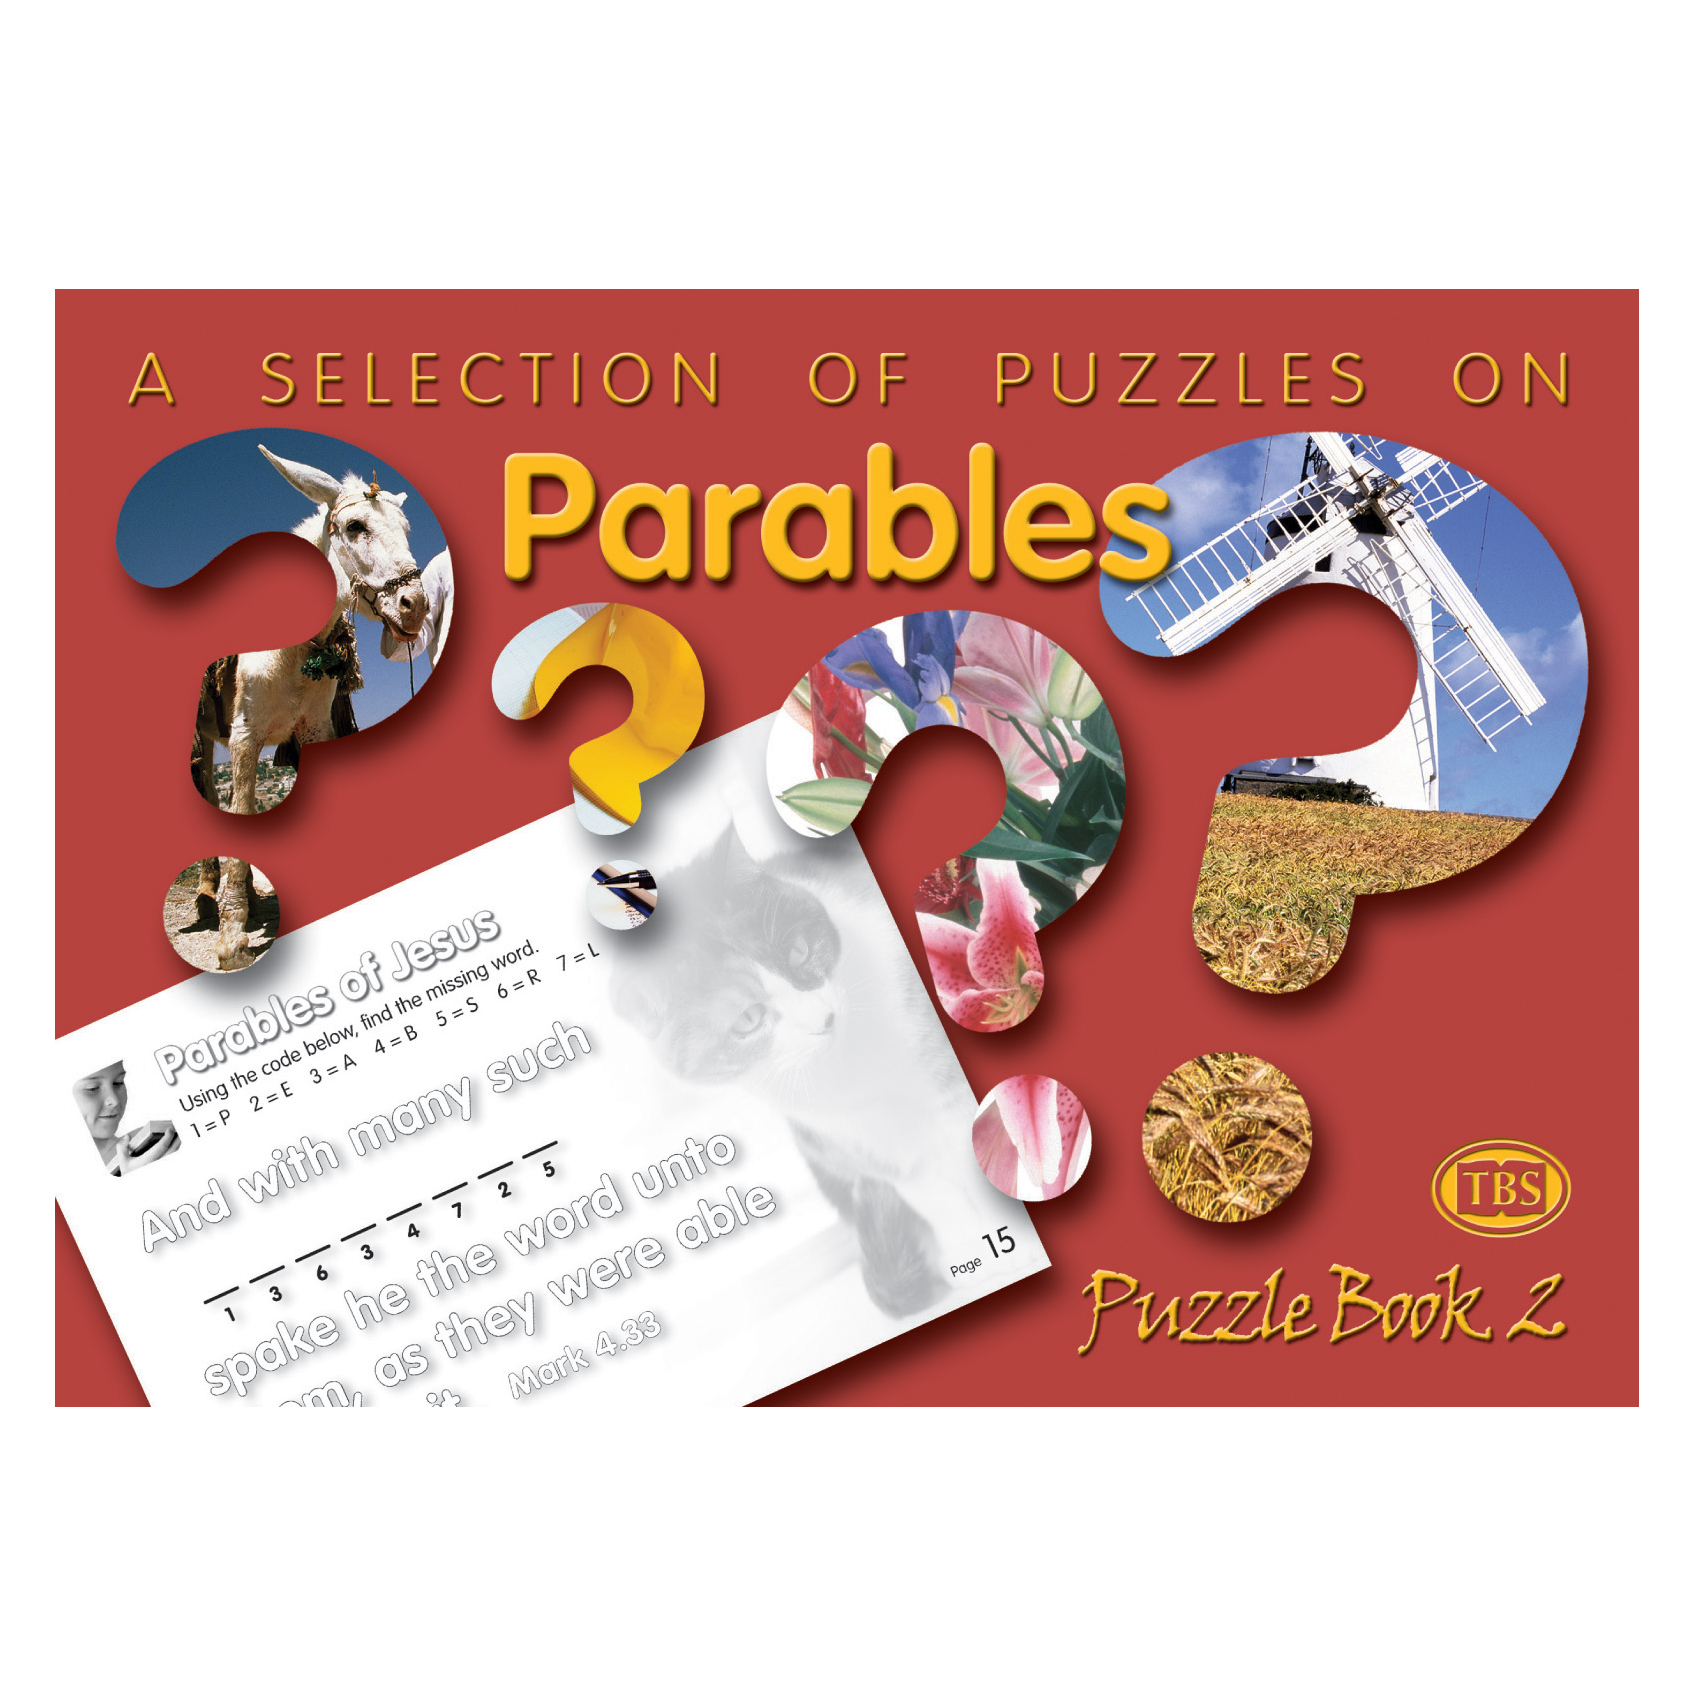 A SELECTION OF PUZZLES ON
Parables
Parables of Jesus
Using the code below, find the missing word.
1 = P 2 = E 3 = A 4 = B 5 = S 6 = R 7 = L
And with many such
1 3 6 3 4 7 2 5
spake he the word unto
as they were able
Mark 4.33
Page 15
TBS
Puzzle Book 2